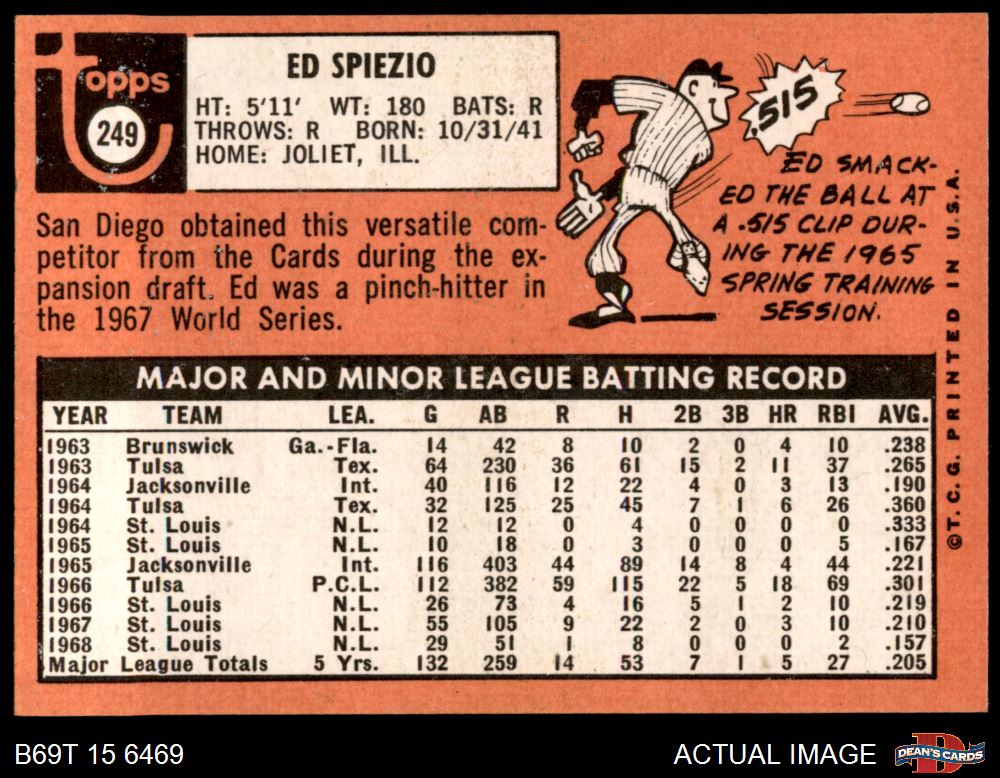 topps
249
ED SPIEZIO
HT: 5'11' WT: 180 BATS: R
THROWS: R BORN: 10/31/41
HOME: JOLIET, ILL.
San Diego obtained this versatile com-
petitor from the Cards during the ex-
pansion draft. Ed was a pinch-hitter in
the 1967 World Series.
.515
ED SMACK-
ED THE BALL AT
A .515 CLIP DUR-
ING THE 1965
SPRING TRAINING
SESSION.
©T.C.G. PRINTED IN U.S.A.
MAJOR AND MINOR LEAGUE BATTING RECORD
YEAR TEAM LEA. G AB R H 2B 3B HR RBI AVG.
1963 Brunswick Ga.-Fla. 14 42 8 10 2 0 4 10 .238
1963 Tulsa Tex. 64 230 36 61 15 2 11 37 .265
1964 Jacksonville Int. 40 116 12 22 4 0 3 13 .190
1964 Tulsa Tex. 32 125 25 45 7 1 6 26 .360
1964 St. Louis N.L. 12 12 0 4 0 0 0 0 .333
1965 St. Louis N.L. 10 18 0 3 0 0 0 5 .167
1965 Jacksonville Int. 116 403 44 89 14 8 4 44 .221
1966 Tulsa P.C.L. 112 382 59 115 22 5 18 69 .301
1966 St. Louis N.L. 26 73 4 16 5 1 2 10 .219
1967 St. Louis N.L. 55 105 9 22 2 0 3 10 .210
1968 St. Louis N.L. 29 51 1 8 0 0 0 2 .157
Major League Totals 5 Yrs. 132 259 14 53 7 1 5 27 .205
B69T 15 6469
ACTUAL IMAGE
DEAN'S CARDS